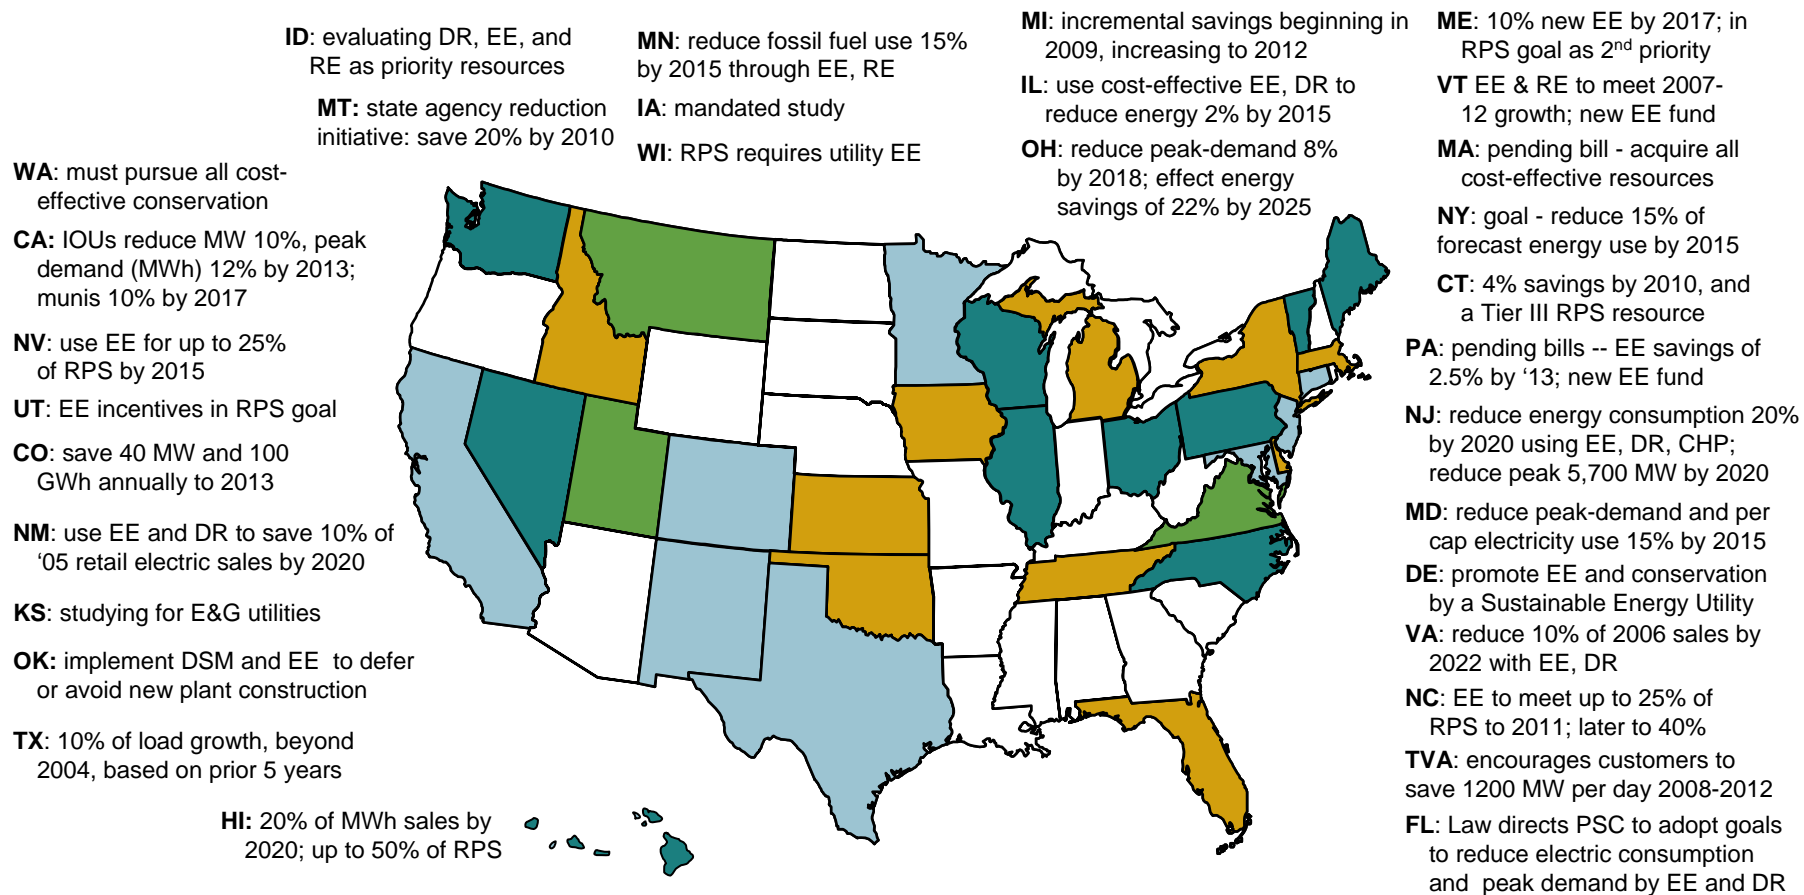 ID: evaluating DR, EE, and
RE as priority resources
MT: state agency reduction
initiative: save 20% by 2010
MN: reduce fossil fuel use 15%
by 2015 through EE, RE
IA: mandated study
WI: RPS requires utility EE
MI: incremental savings beginning in
2009, increasing to 2012
IL: use cost-effective EE, DR to
reduce energy 2% by 2015
OH: reduce peak-demand 8%
by 2018; effect energy
savings of 22% by 2025
ME: 10% new EE by 2017; in
RPS goal as 2nd priority
VT EE & RE to meet 2007-
12 growth; new EE fund
MA: pending bill - acquire all
cost-effective resources
NY: goal - reduce 15% of
forecast energy use by 2015
CT: 4% savings by 2010, and
a Tier III RPS resource
PA: pending bills -- EE savings of
2.5% by ‘13; new EE fund
NJ: reduce energy consumption 20%
by 2020 using EE, DR, CHP;
reduce peak 5,700 MW by 2020
MD: reduce peak-demand and per
cap electricity use 15% by 2015
DE: promote EE and conservation
by a Sustainable Energy Utility
VA: reduce 10% of 2006 sales by
2022 with EE, DR
NC: EE to meet up to 25% of
RPS to 2011; later to 40%
TVA: encourages customers to
save 1200 MW per day 2008-2012
FL: Law directs PSC to adopt goals
to reduce electric consumption
and peak demand by EE and DR
WA: must pursue all cost-
effective conservation
CA: IOUs reduce MW 10%, peak
demand (MWh) 12% by 2013;
munis 10% by 2017
NV: use EE for up to 25%
of RPS by 2015
UT: EE incentives in RPS goal
CO: save 40 MW and 100
GWh annually to 2013
NM: use EE and DR to save 10% of
‘05 retail electric sales by 2020
KS: studying for E&G utilities
OK: implement DSM and EE to defer
or avoid new plant construction
TX: 10% of load growth, beyond
2004, based on prior 5 years
HI: 20% of MWh sales by
2020; up to 50% of RPS